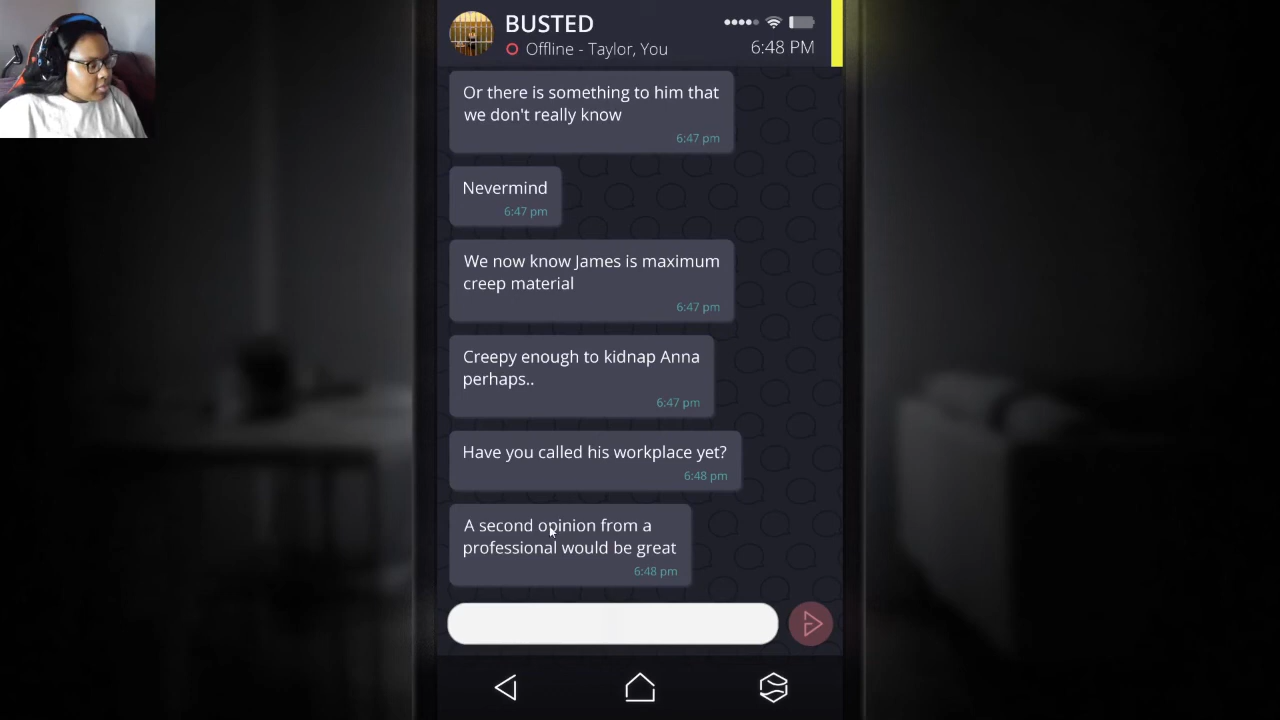 BUSTED
Offline - Taylor, You
6:48 PM
Or there is something to him that
we don't really know
6:47 pm
Nevermind
6:47 pm
We now know James is maximum
creep material
6:47 pm
Creepy enough to kidnap Anna
perhaps..
6:47 pm
Have you called his workplace yet?
6:48 pm
A second opinion from a
professional would be great
6:48 pm